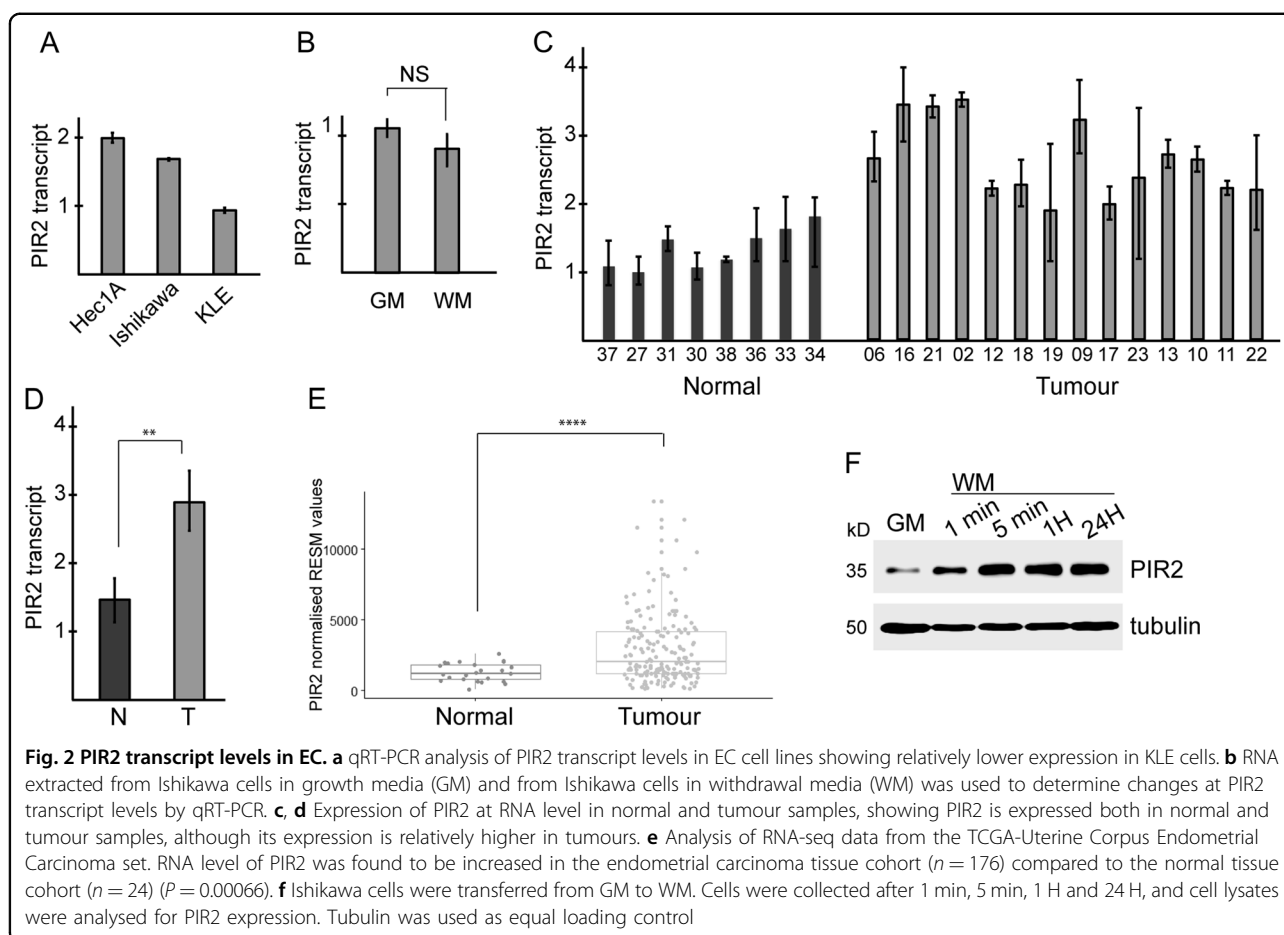 A
PIR2 transcript
2
1
Hec1A
Ishikawa
KLE
B
NS
PIR2 transcript
1
GM
WM
C
PIR2 transcript
4
3
2
1
37 27 31 30 38 36 33 34
06 16 21 02 12 18 19 09 17 23 13 10 11 22
Normal
Tumour
D
PIR2 transcript
4
3
2
1
**
N
T
E
****
PIR2 normalised RESM values
10000
5000
0
Normal
Tumour
F
WM
kD GM 1 min 5 min 1H 24H
35 PIR2
50 tubulin
Fig. 2 PIR2 transcript levels in EC. a qRT-PCR analysis of PIR2 transcript levels in EC cell lines showing relatively lower expression in KLE cells. b RNA
extracted from Ishikawa cells in growth media (GM) and from Ishikawa cells in withdrawal media (WM) was used to determine changes at PIR2
transcript levels by qRT-PCR. c, d Expression of PIR2 at RNA level in normal and tumour samples, showing PIR2 is expressed both in normal and
tumour samples, although its expression is relatively higher in tumours. e Analysis of RNA-seq data from the TCGA-Uterine Corpus Endometrial
Carcinoma set. RNA level of PIR2 was found to be increased in the endometrial carcinoma tissue cohort (n = 176) compared to the normal tissue
cohort (n = 24) (P = 0.00066). f Ishikawa cells were transferred from GM to WM. Cells were collected after 1 min, 5 min, 1 H and 24 H, and cell lysates
were analysed for PIR2 expression. Tubulin was used as equal loading control